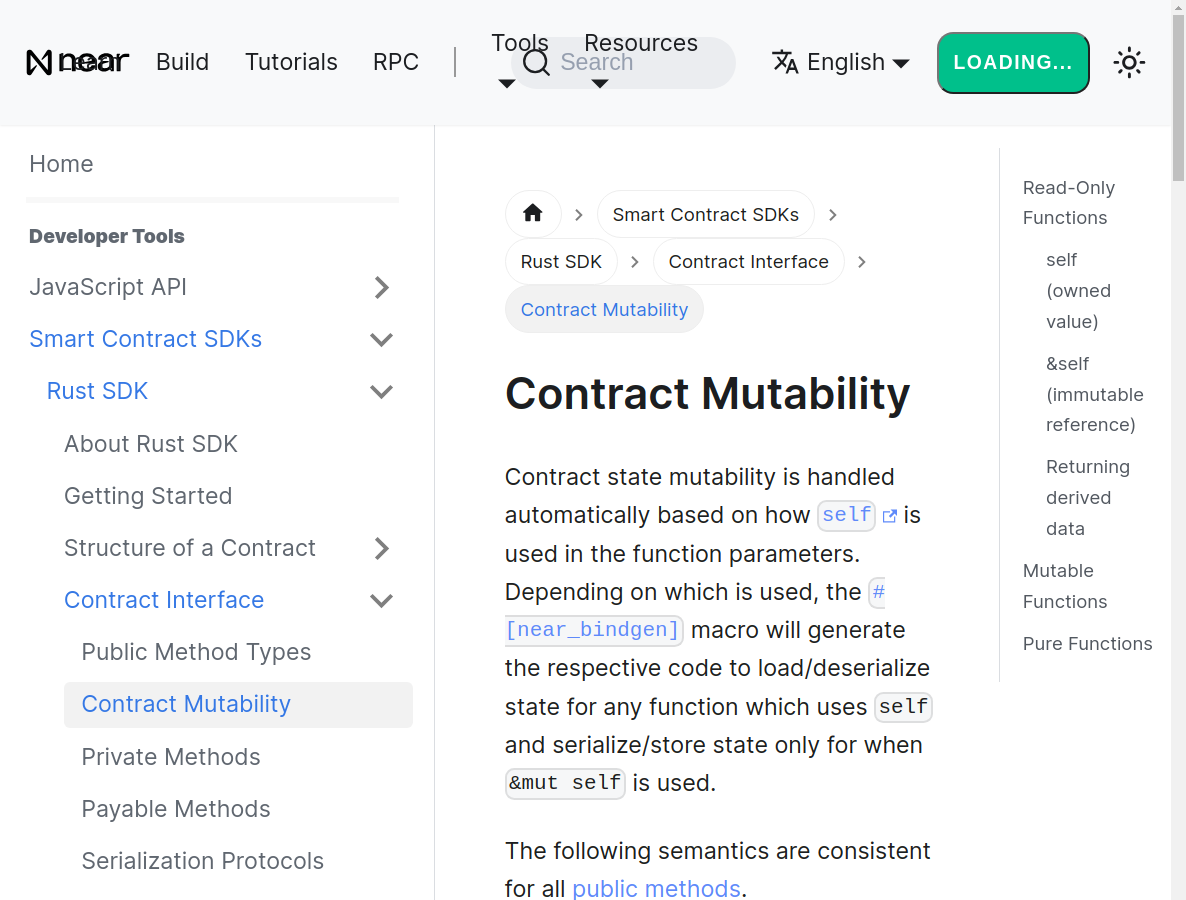 near
Learn
Build
Tutorials
RPC
Tools
Resources
Search
English
LOADING...
Home
Developer Tools
JavaScript API
Smart Contract SDKs
Rust SDK
About Rust SDK
Getting Started
Structure of a Contract
Contract Interface
Public Method Types
Contract Mutability
Private Methods
Payable Methods
Serialization Protocols
Smart Contract SDKs
Rust SDK
Contract Interface
Contract Mutability
Contract Mutability
Contract state mutability is handled
automatically based on how self is
used in the function parameters.
Depending on which is used, the #
[near_bindgen] macro will generate
the respective code to load/deserialize
state for any function which uses self
and serialize/store state only for when
&mut self is used.
The following semantics are consistent
for all public methods.
Read-Only
Functions
self
(owned
value)
&self
(immutable
reference)
Returning
derived
data
Mutable
Functions
Pure Functions